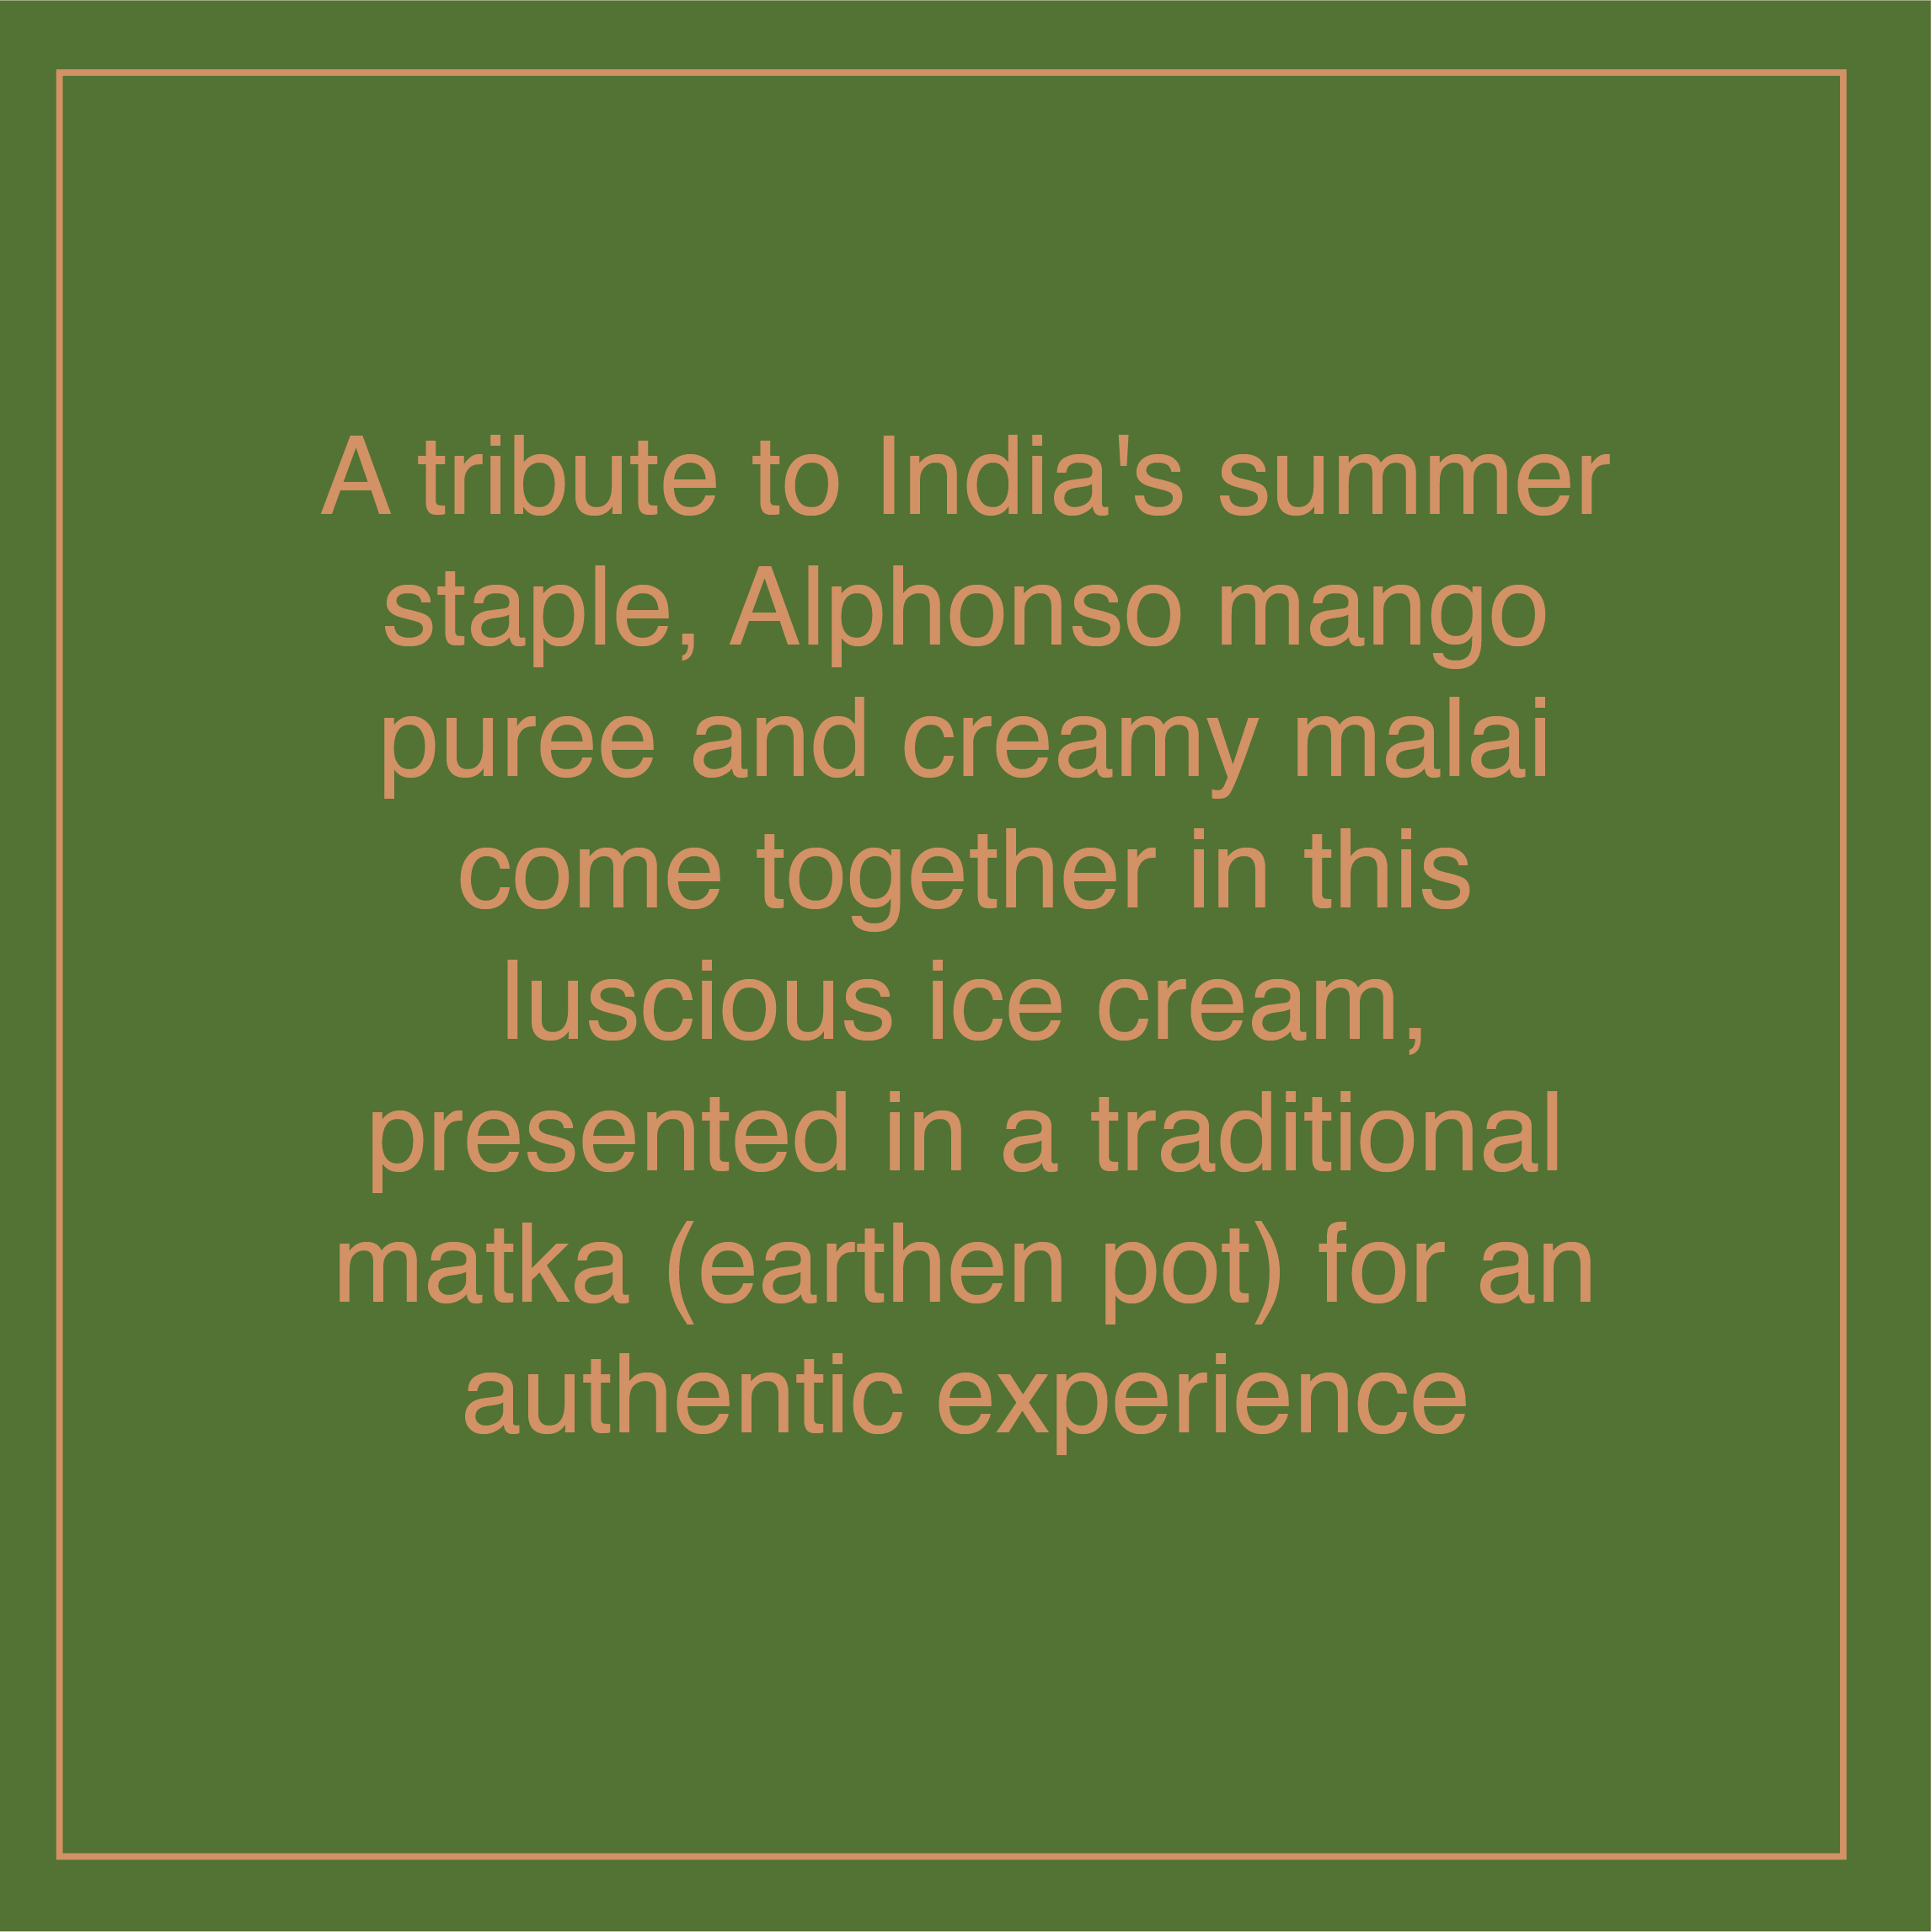 A tribute to India's summer
staple, Alphonso mango
puree and creamy malai
come together in this
luscious ice cream,
presented in a traditional
matka (earthen pot) for an
authentic experience